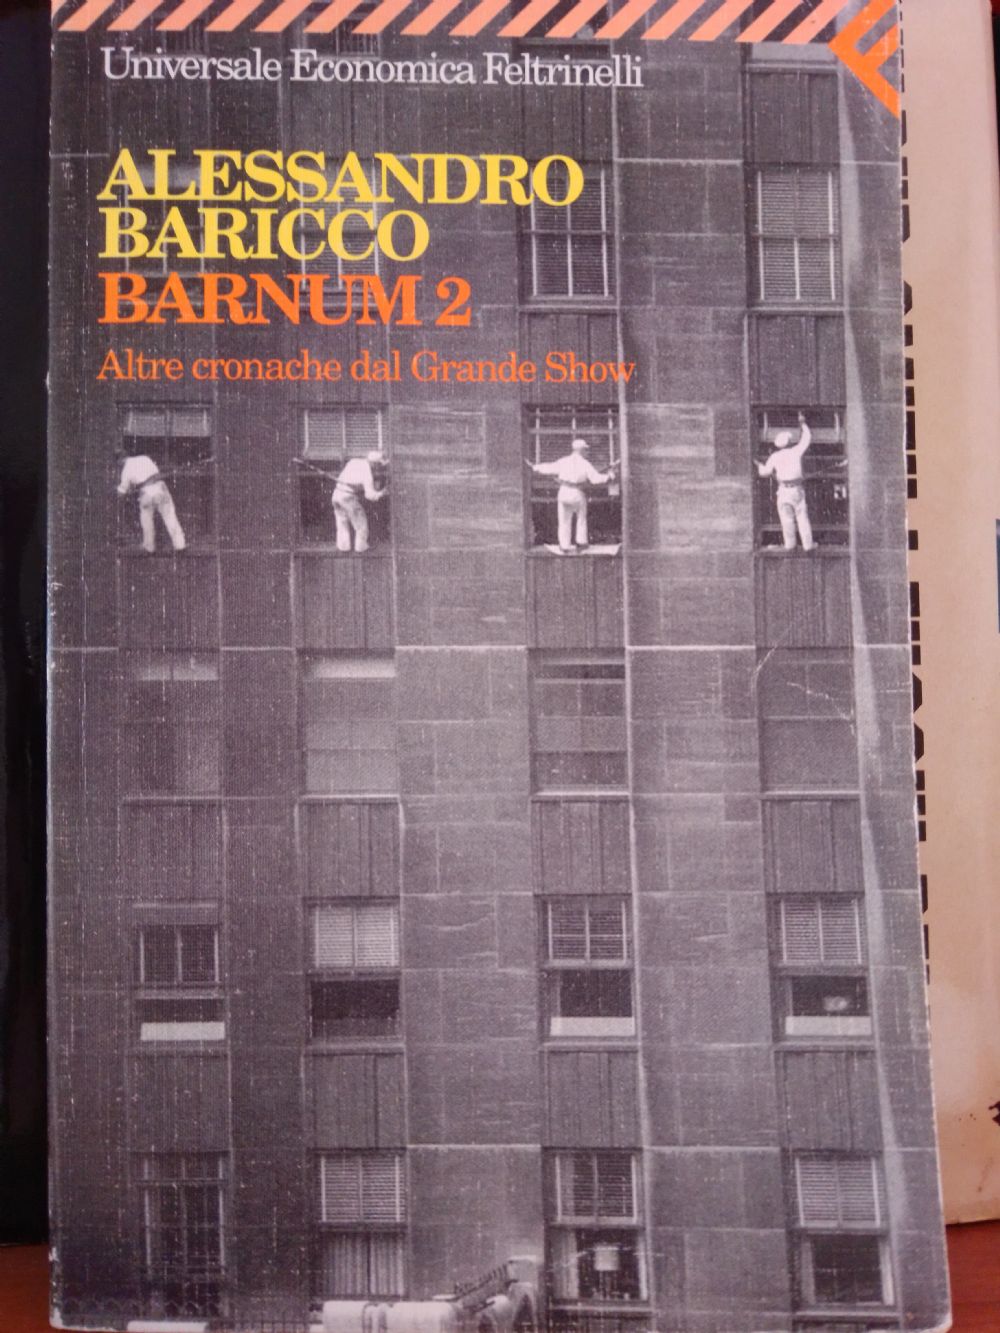 Universale Economica Feltrinelli
ALESSANDRO
BARICCO
BARNUM 2
Altre cronache dal Grande Show